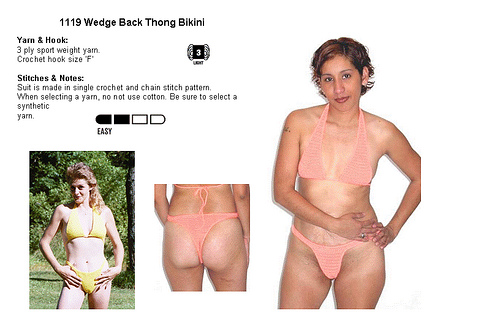 1119 Wedge Back Thong Bikini
Yarn & Hook:
3 ply sport weight yarn.
Crochet hook size 'F'
3
LIGHT
Stitches & Notes:
Suit is made in single crochet and chain stitch pattern.
When selecting a yarn, no not use cotton. Be sure to select a
synthetic
yarn.
EASY